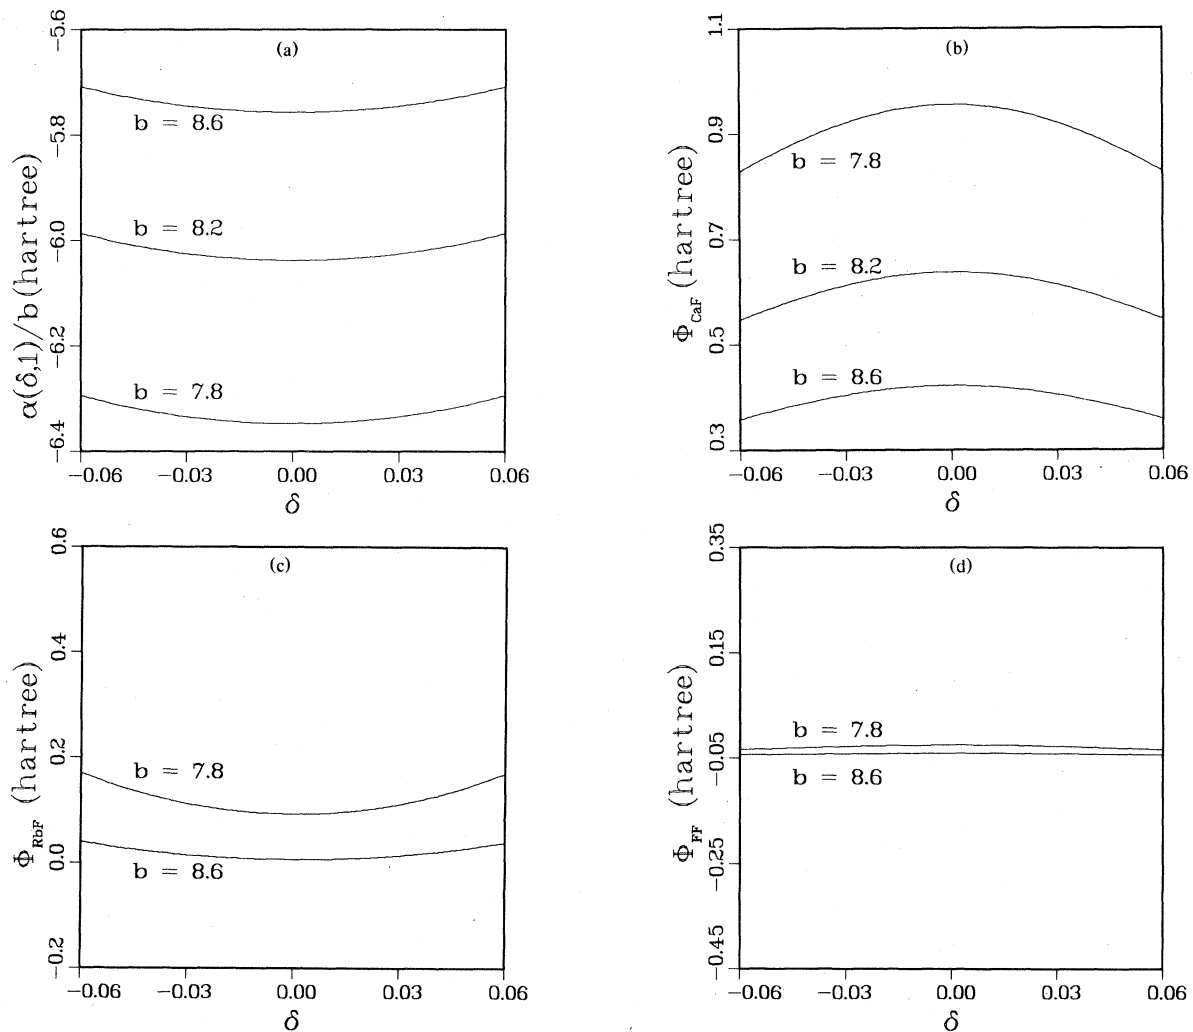 (a)
−5.6
−5.8
−6.0
−6.2
−6.4
α(δ,1)/b (hartree)
b = 8.6
b = 8.2
b = 7.8
−0.06
−0.03
0.00
0.03
0.06
δ
(b)
1.1
0.9
0.7
0.5
0.3
Φ_CaF (hartree)
b = 7.8
b = 8.2
b = 8.6
−0.06
−0.03
0.00
0.03
0.06
δ
(c)
0.6
0.4
0.2
0.0
−0.2
Φ_RbF (hartree)
b = 7.8
b = 8.6
−0.06
−0.03
0.00
0.03
0.06
δ
(d)
0.35
0.15
−0.05
−0.25
−0.45
Φ_FF (hartree)
b = 7.8
b = 8.6
−0.06
−0.03
0.00
0.03
0.06
δ